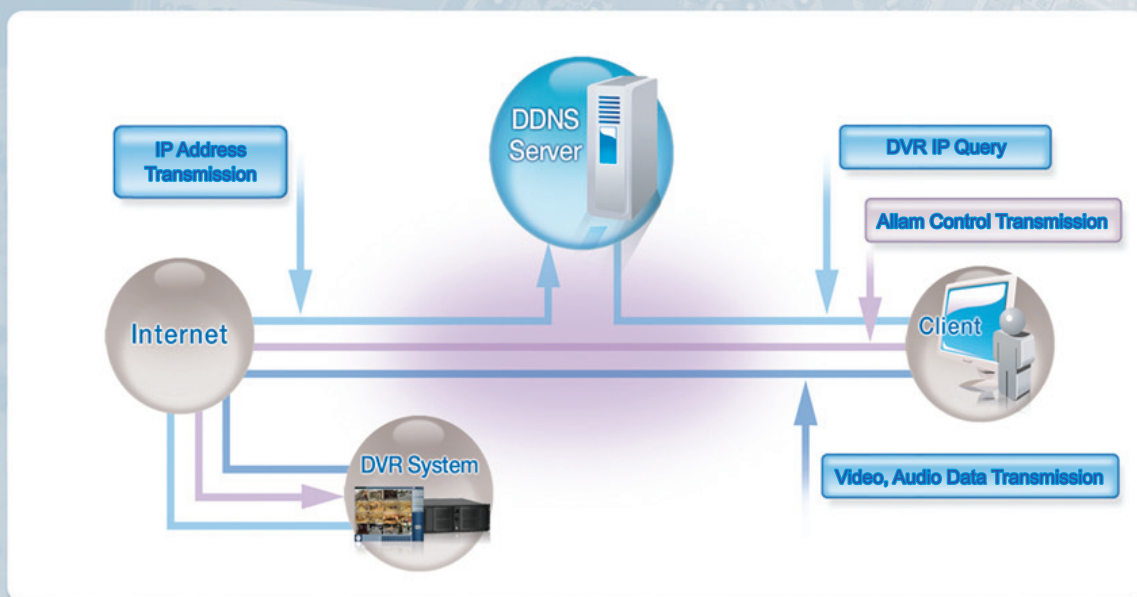 DDNS
Server
IP Address
Transmission
DVR IP Query
Allam Control Transmission
Internet
Client
DVR System
Video, Audio Data Transmission